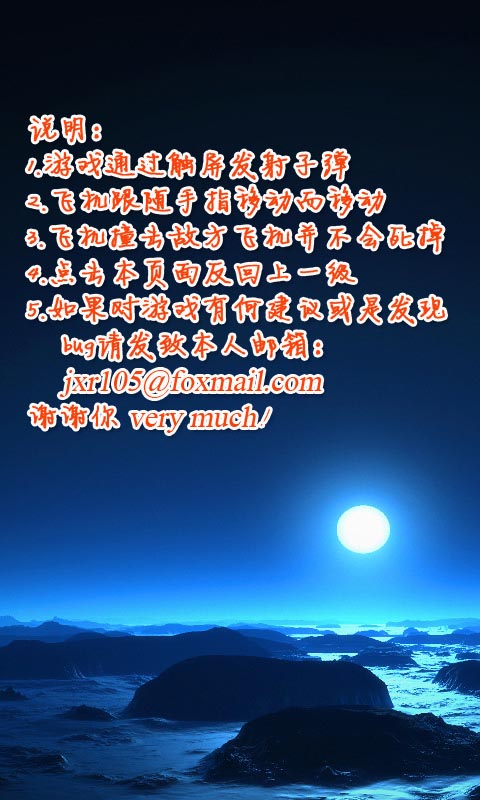 说明：
1.游戏通过触屏发射子弹
2.飞机跟随手指移动而移动
3.飞机撞击敌方飞机并不会死掉
4.点击本页面反回上一级
5.如果对游戏有何建议或是发现
bug请发致本人邮箱：
jxr105@foxmail.com
谢谢你 very much!